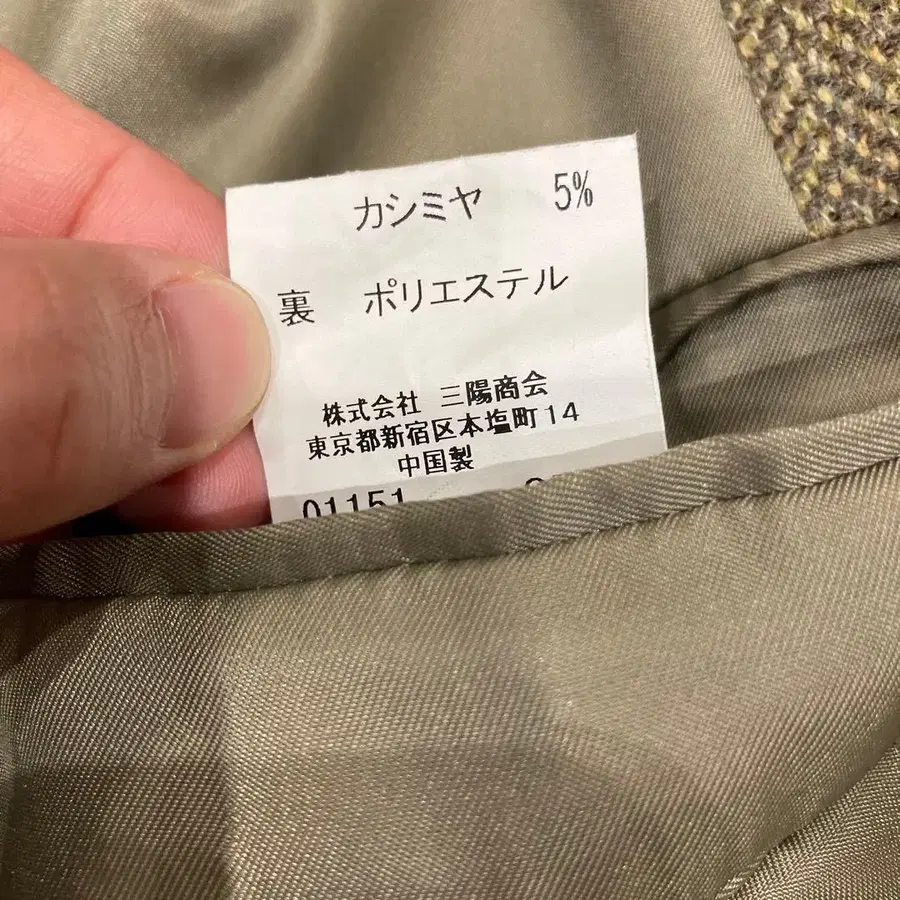 カシミヤ 5%
裏 ポリエステル
株式会社 三陽商会
東京都新宿区本塩町14
中国製
01151